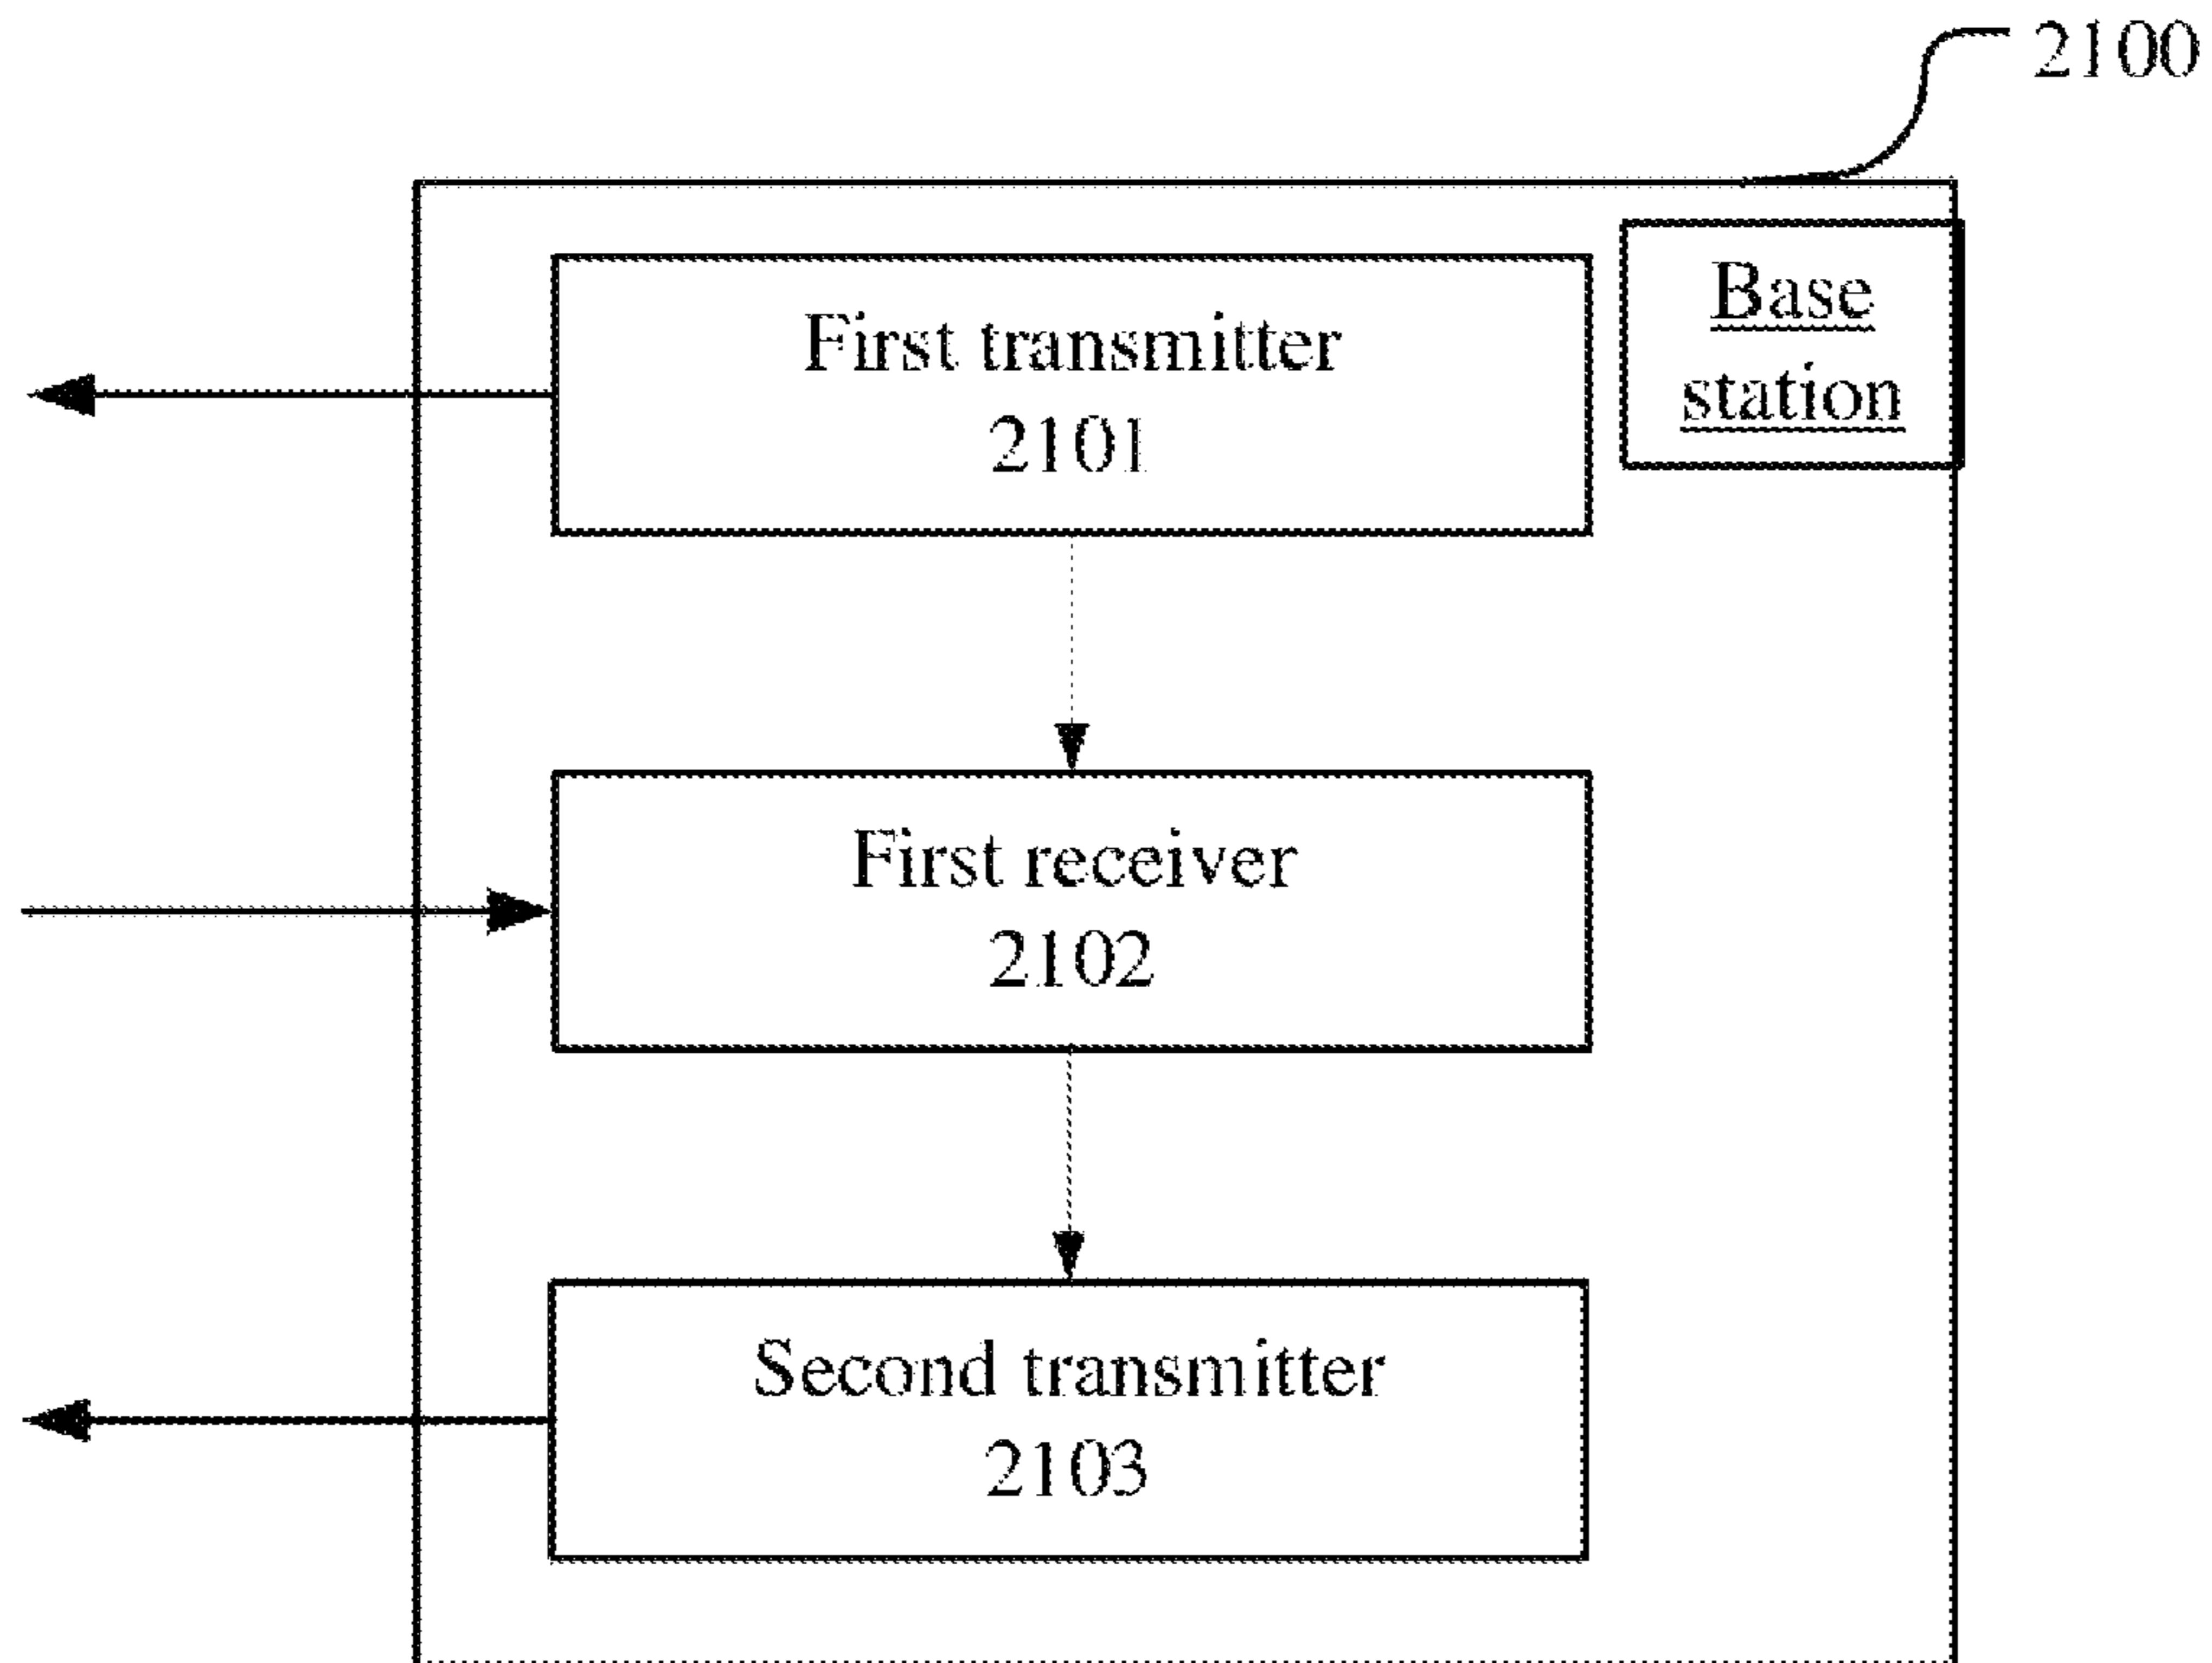 2100
Base
station
First transmitter
2101
First receiver
2102
Second transmitter
2103